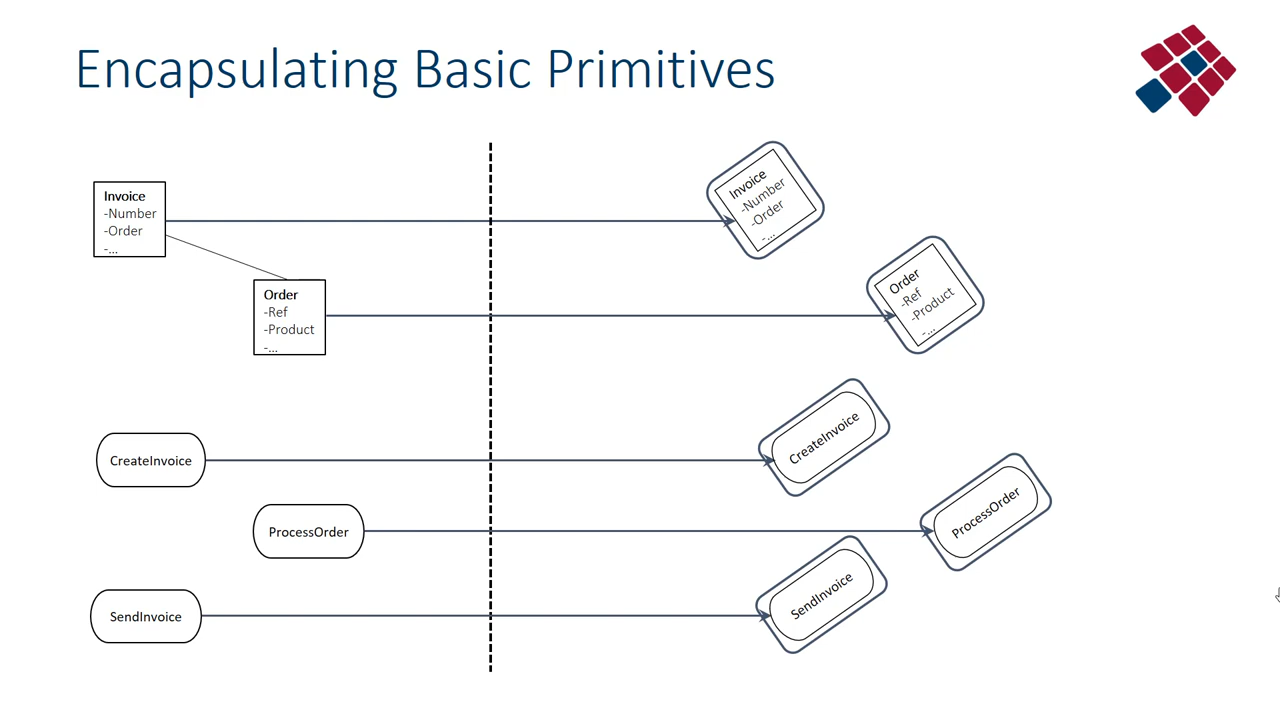 Encapsulating Basic Primitives
Invoice
-Number
-Order
-...
Order
-Ref
-Product
-...
Invoice
-Number
-Order
-...
Order
-Ref
-Product
-...
CreateInvoice
ProcessOrder
SendInvoice
CreateInvoice
ProcessOrder
SendInvoice